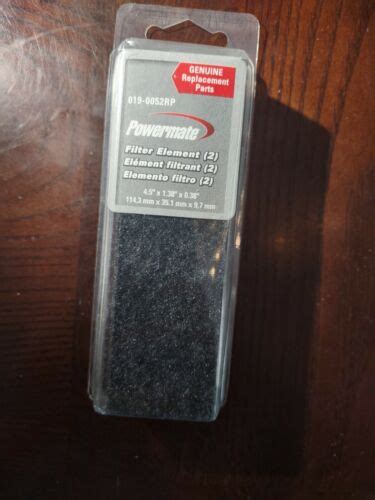 GENUINE
Replacement
Parts
019-0052RP
Powermate
Filter Element (2)
Elément filtrant (2)
Elemento filtro (2)
4.5" x 1.38" x 0.38"
114,3 mm x 35.1 mm x 9,7 mm